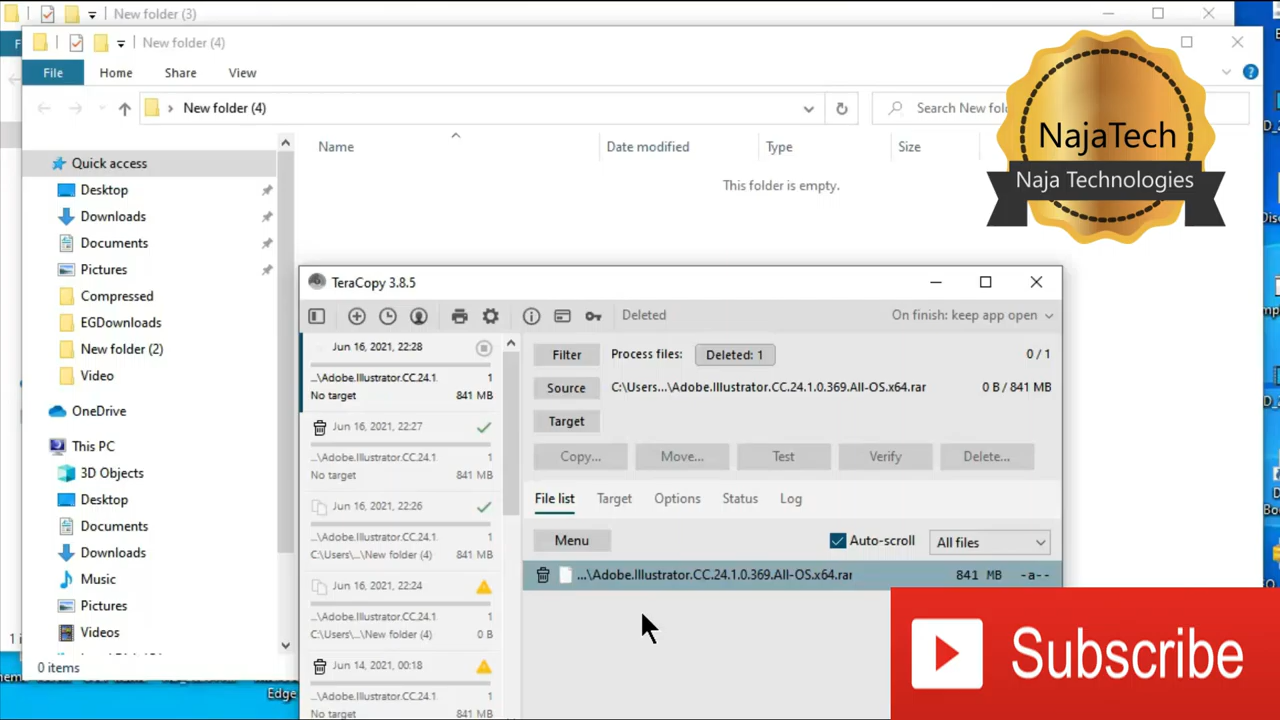 New folder (3)
New folder (4)
File Home Share View
New folder (4)
Search New fol
Name Date modified Type Size
This folder is empty.
NajaTech
Naja Technologies
Quick access
Desktop
Downloads
Documents
Pictures
Compressed
EGDownloads
New folder (2)
Video
OneDrive
This PC
3D Objects
Desktop
Documents
Downloads
Music
Pictures
Videos
0 items
Edge
TeraCopy 3.8.5
Deleted
On finish: keep app open
Jun 16, 2021, 22:28
...\Adobe.Illustrator.CC.24.1. 1
No target 841 MB
Jun 16, 2021, 22:27
...\Adobe.Illustrator.CC.24.1. 1
No target 841 MB
Jun 16, 2021, 22:26
...\Adobe.Illustrator.CC.24.1. 1
C:\Users\...\New folder (4) 841 MB
Jun 16, 2021, 22:24
...\Adobe.Illustrator.CC.24.1. 1
C:\Users\...\New folder (4) 0 B
Jun 14, 2021, 00:18
...\Adobe.Illustrator.CC.24.1. 1
No target 841 MB
Filter Process files: Deleted: 1 0 / 1
Source C:\Users...\Adobe.Illustrator.CC.24.1.0.369.All-OS.x64.rar 0 B / 841 MB
Target
Copy... Move... Test Verify Delete...
File list Target Options Status Log
Menu Auto-scroll All files
...\Adobe.Illustrator.CC.24.1.0.369.All-OS.x64.rar 841 MB -a--
Subscribe